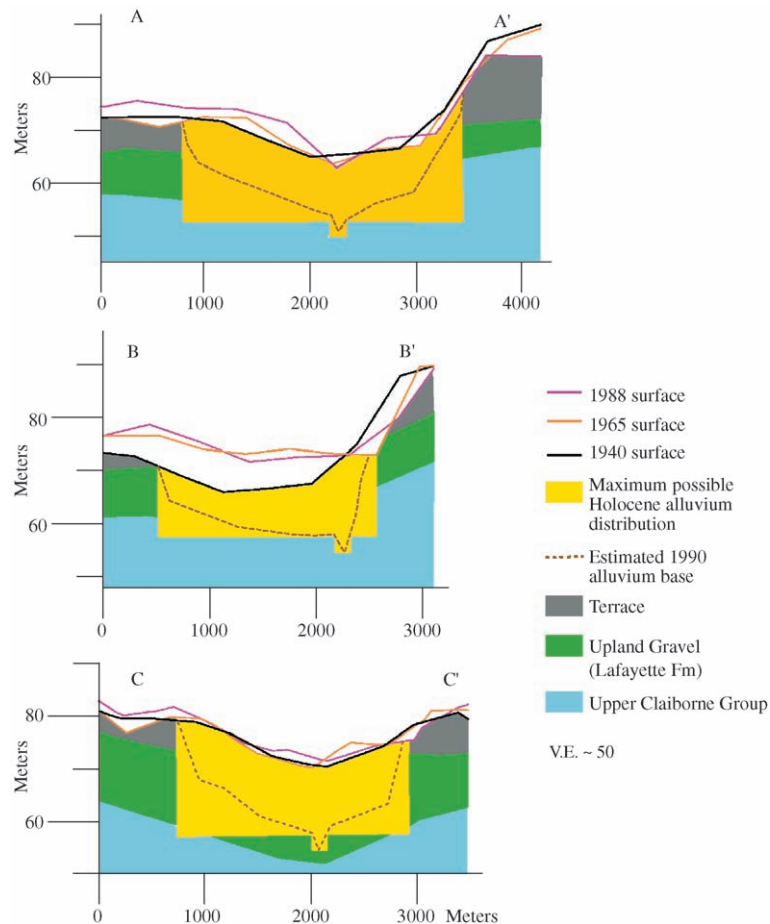 A
A'
Meters
80
60
0
1000
2000
3000
4000
B
B'
Meters
80
60
0
1000
2000
3000
1988 surface
1965 surface
1940 surface
Maximum possible
Holocene alluvium
distribution
Estimated 1990
alluvium base
Terrace
Upland Gravel
(Lafayette Fm)
Upper Claiborne Group
V.E. ~ 50
C
C'
Meters
80
60
0
1000
2000
3000 Meters